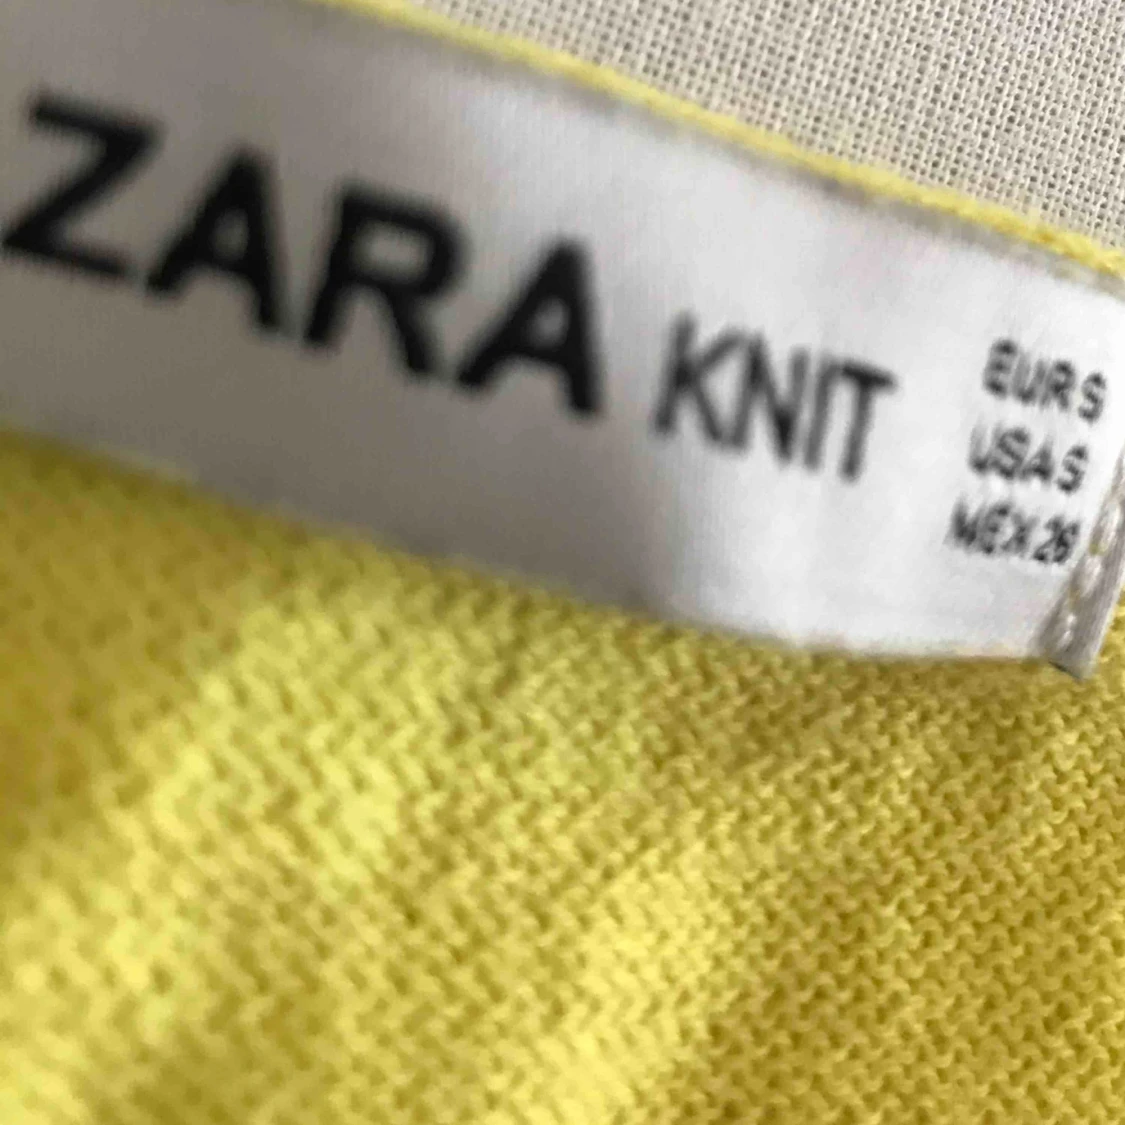 ZARA KNIT
EUR S
USA S
MEX 26